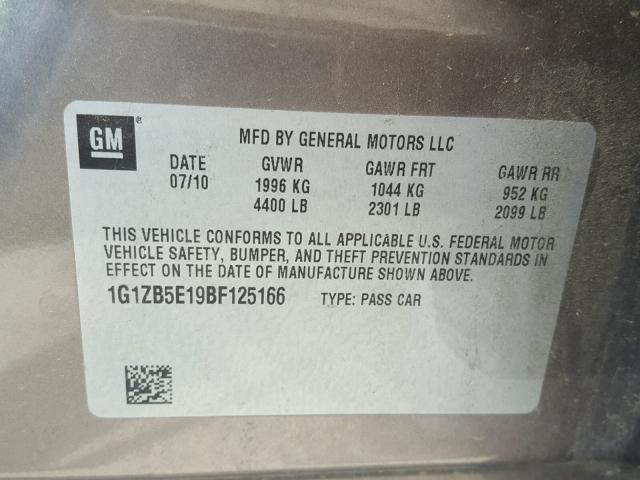 GM ®
MFD BY GENERAL MOTORS LLC
DATE GVWR GAWR FRT GAWR RR
07/10 1996 KG 1044 KG 952 KG
4400 LB 2301 LB 2099 LB
THIS VEHICLE CONFORMS TO ALL APPLICABLE U.S. FEDERAL MOTOR
VEHICLE SAFETY, BUMPER, AND THEFT PREVENTION STANDARDS IN
EFFECT ON THE DATE OF MANUFACTURE SHOWN ABOVE.
1G1ZB5E19BF125166 TYPE: PASS CAR